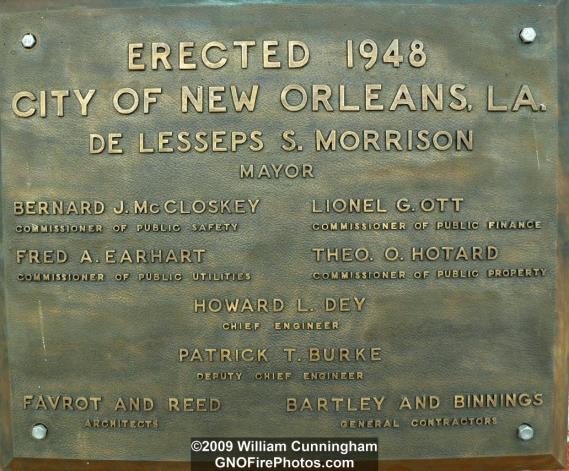 ERECTED 1948
CITY OF NEW ORLEANS, LA.
DE LESSEPS S. MORRISON
MAYOR
BERNARD J. McCLOSKEY
COMMISSIONER OF PUBLIC SAFETY
LIONEL G. OTT
COMMISSIONER OF PUBLIC FINANCE
FRED A. EARHART
COMMISSIONER OF PUBLIC UTILITIES
THEO. O. HOTARD
COMMISSIONER OF PUBLIC PROPERTY
HOWARD L. DEY
CHIEF ENGINEER
PATRICK T. BURKE
DEPUTY CHIEF ENGINEER
FAVROT AND REED
ARCHITECTS
BARTLEY AND BINNINGS
GENERAL CONTRACTORS
©2009 William Cunningham
GNOFirePhotos.com